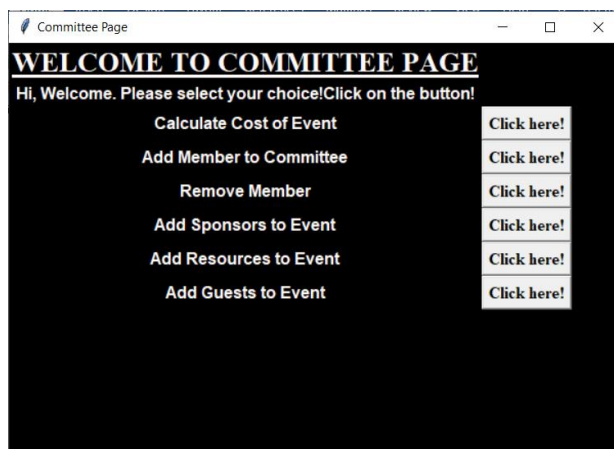 Committee Page
WELCOME TO COMMITTEE PAGE
Hi, Welcome. Please select your choice!Click on the button!
Calculate Cost of Event Click here!
Add Member to Committee Click here!
Remove Member Click here!
Add Sponsors to Event Click here!
Add Resources to Event Click here!
Add Guests to Event Click here!